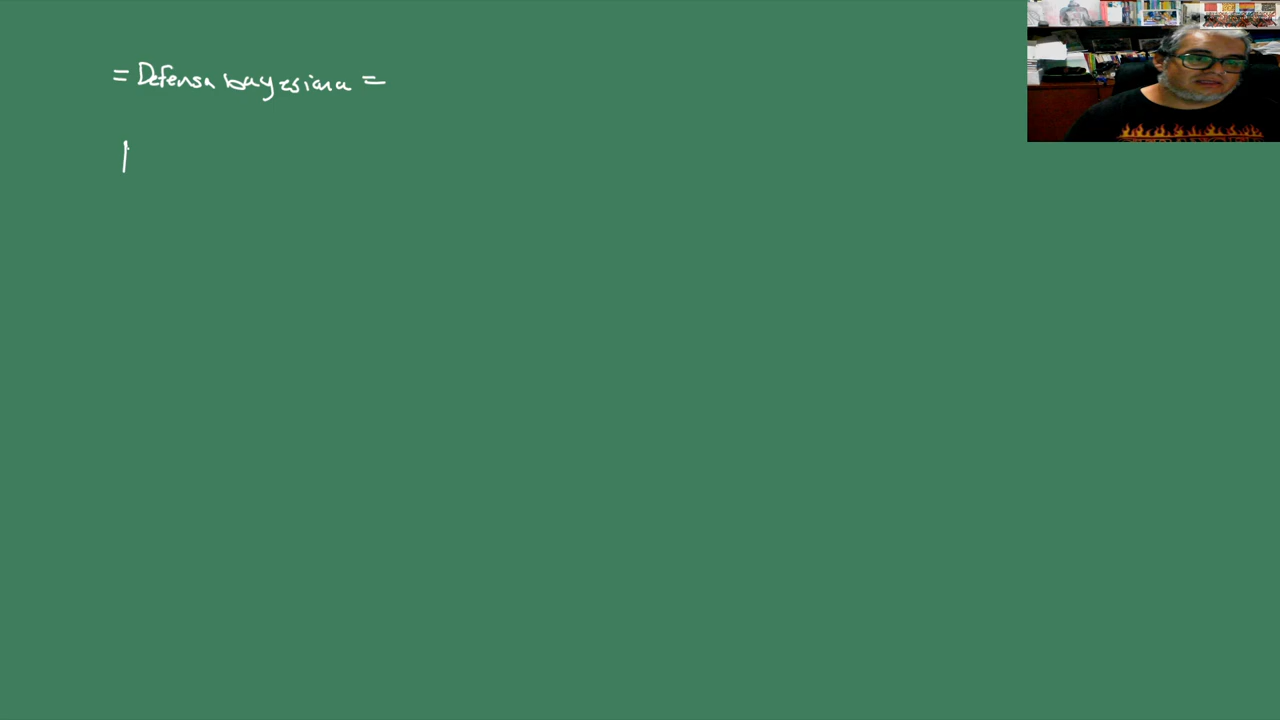 = Defensa bayesiana =